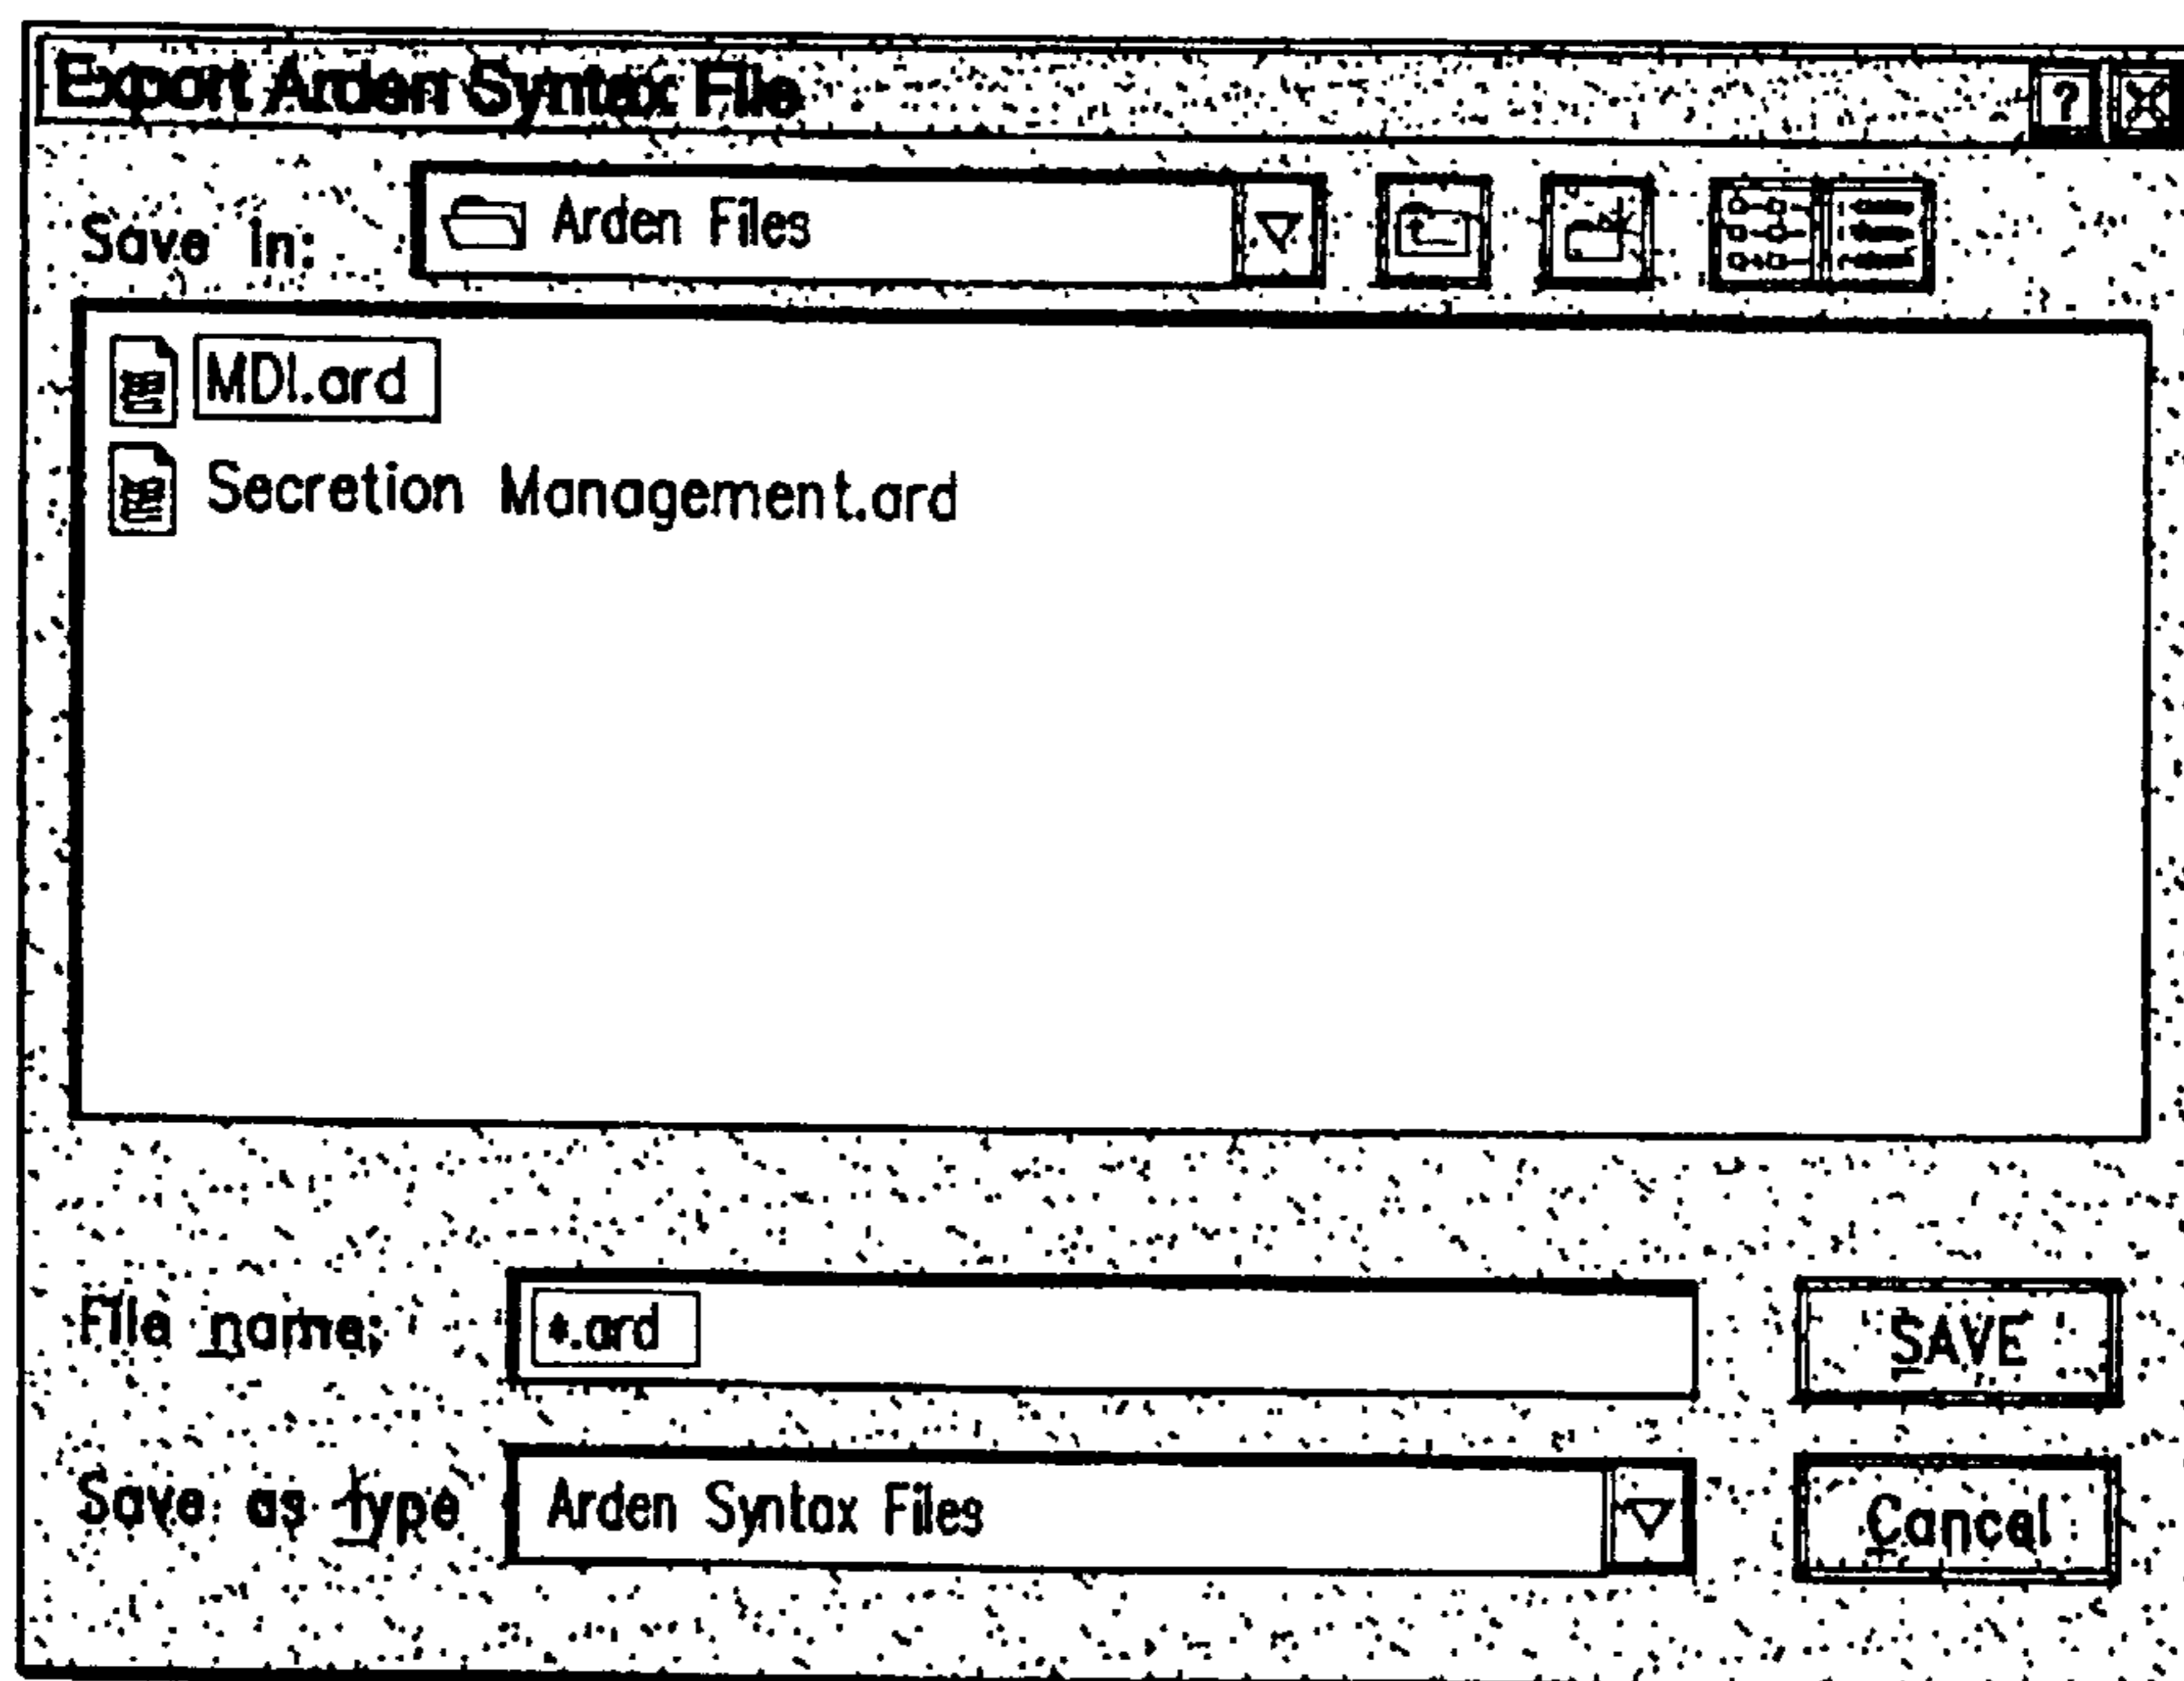 Export Arden Syntax File
?
Save in: Arden Files
MDI.ard
Secretion Management.ard
File name: *.ard SAVE
Save as type Arden Syntax Files Cancel